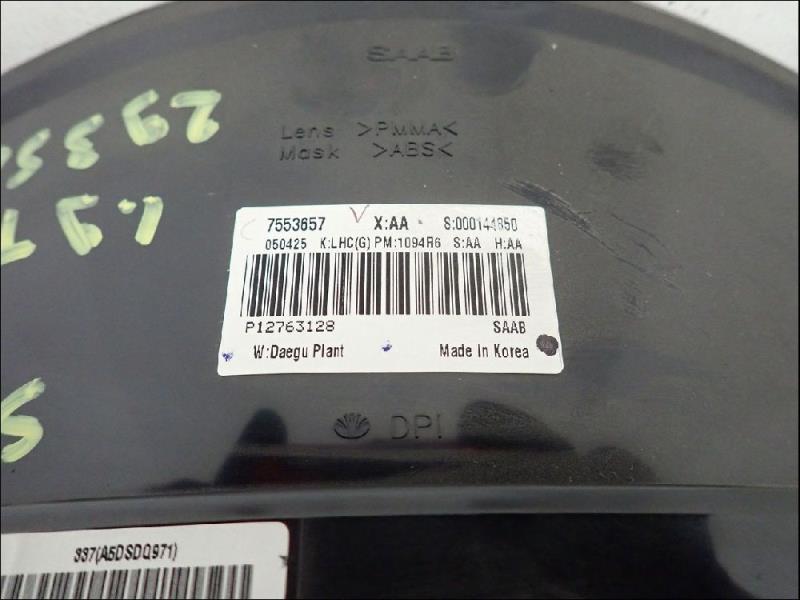 SAAB
Lens >PMMA<
Mask >ABS<
7553657 X:AA S:000144850
050425 K:LHC(G) PM:1094R6 S:AA H:AA
P12763128 SAAB
W:Daegu Plant Made In Korea
DPI
337(A5DSDQ971)